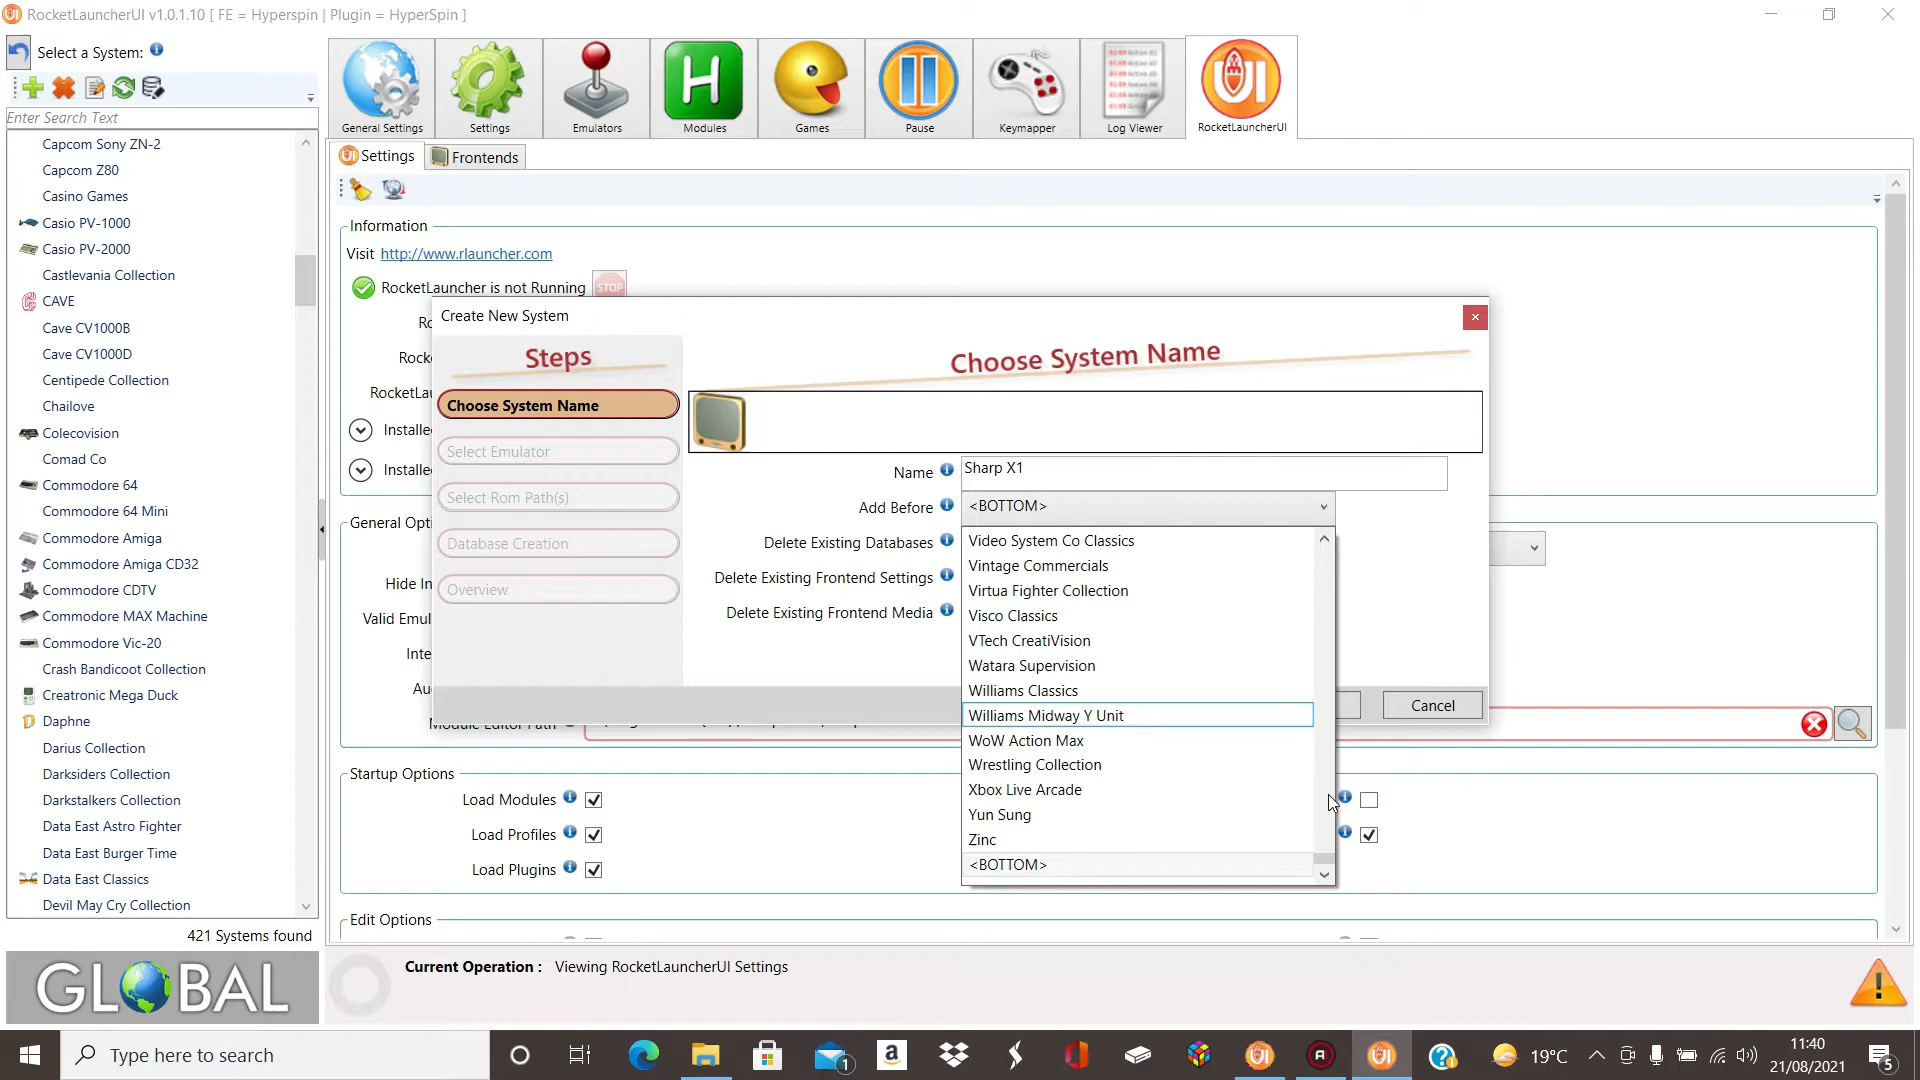 RocketLauncherUI v1.0.1.10 [ FE = Hyperspin | Plugin = HyperSpin ]
Select a System:
Enter Search Text
Capcom Sony ZN-2
Capcom Z80
Casino Games
Casio PV-1000
Casio PV-2000
Castlevania Collection
CAVE
Cave CV1000B
Cave CV1000D
Centipede Collection
Chailove
Colecovision
Comad Co
Commodore 64
Commodore 64 Mini
Commodore Amiga
Commodore Amiga CD32
Commodore CDTV
Commodore MAX Machine
Commodore Vic-20
Crash Bandicoot Collection
Creatronic Mega Duck
Daphne
Darius Collection
Darksiders Collection
Darkstalkers Collection
Data East Astro Fighter
Data East Burger Time
Data East Classics
Devil May Cry Collection
421 Systems found
GLOBAL
General Settings
Settings
H
Emulators
Modules
Games
Pause
Keymapper
Log Viewer
UI
RocketLauncherUI
Settings
Frontends
Information
Visit http://www.rlauncher.com
RocketLauncher is not Running
STOP
Rocke
RocketLau
Installe
Installe
General Opti
Hide In
Valid Emul
Inte
Au
Module Editor Path
Create New System
Steps
Choose System Name
Select Emulator
Select Rom Path(s)
Database Creation
Overview
Choose System Name
Name
Sharp X1
Add Before
<BOTTOM>
Delete Existing Databases
Delete Existing Frontend Settings
Delete Existing Frontend Media
Video System Co Classics
Vintage Commercials
Virtua Fighter Collection
Visco Classics
VTech CreatiVision
Watara Supervision
Williams Classics
Williams Midway Y Unit
WoW Action Max
Wrestling Collection
Xbox Live Arcade
Yun Sung
Zinc
<BOTTOM>
Cancel
Startup Options
Load Modules
Load Profiles
Load Plugins
Edit Options
Current Operation : Viewing RocketLauncherUI Settings
Type here to search
1
19°C
11:40
21/08/2021
5